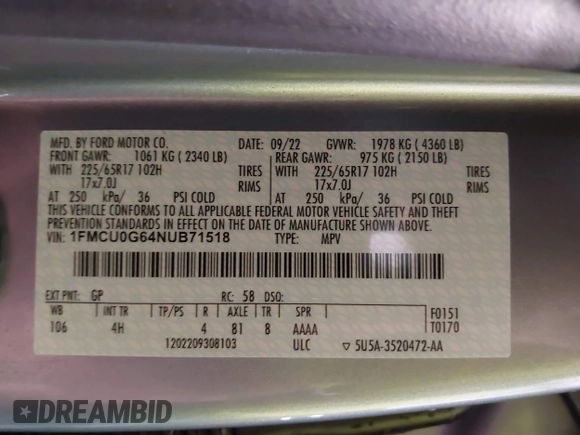 MFD. BY FORD MOTOR CO. DATE: 09/22 GVWR: 1978 KG ( 4360 LB)
FRONT GAWR: 1061 KG ( 2340 LB) REAR GAWR: 975 KG ( 2150 LB)
WITH 225/65R17 102H TIRES WITH 225/65R17 102H TIRES
17x7.0J RIMS 17x7.0J RIMS
AT 250 kPa/ 36 PSI COLD AT 250 kPa/ 36 PSI COLD
THIS VEHICLE CONFORMS TO ALL APPLICABLE FEDERAL MOTOR VEHICLE SAFETY AND THEFT
PREVENTION STANDARDS IN EFFECT ON THE DATE OF MANUFACTURE SHOWN ABOVE.
VIN: 1FMCU0G64NUB71518 TYPE: MPV
EXT PNT: GP RC: 58 DSO:
WB INT TR TP/PS R AXLE TR SPR F0151
106 4H 4 81 8 AAAA T0170
1202209308103 ULC ▽ 5U5A-3520472-AA
DREAMBID